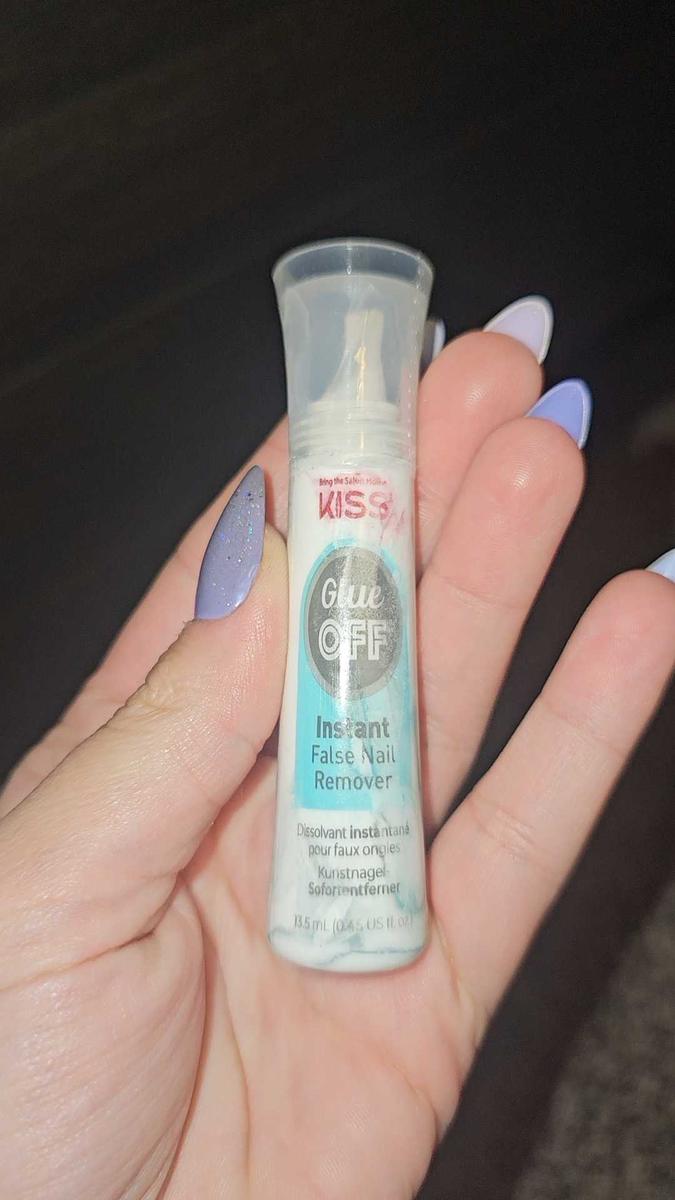 Bring the Salon Home
KISS
Glue
OFF
Instant
False Nail
Remover
Dissolvant instantané
pour faux ongles
Kunstnagel-
Sofortentferner
13.5 mL (0.45 US fl. oz.)